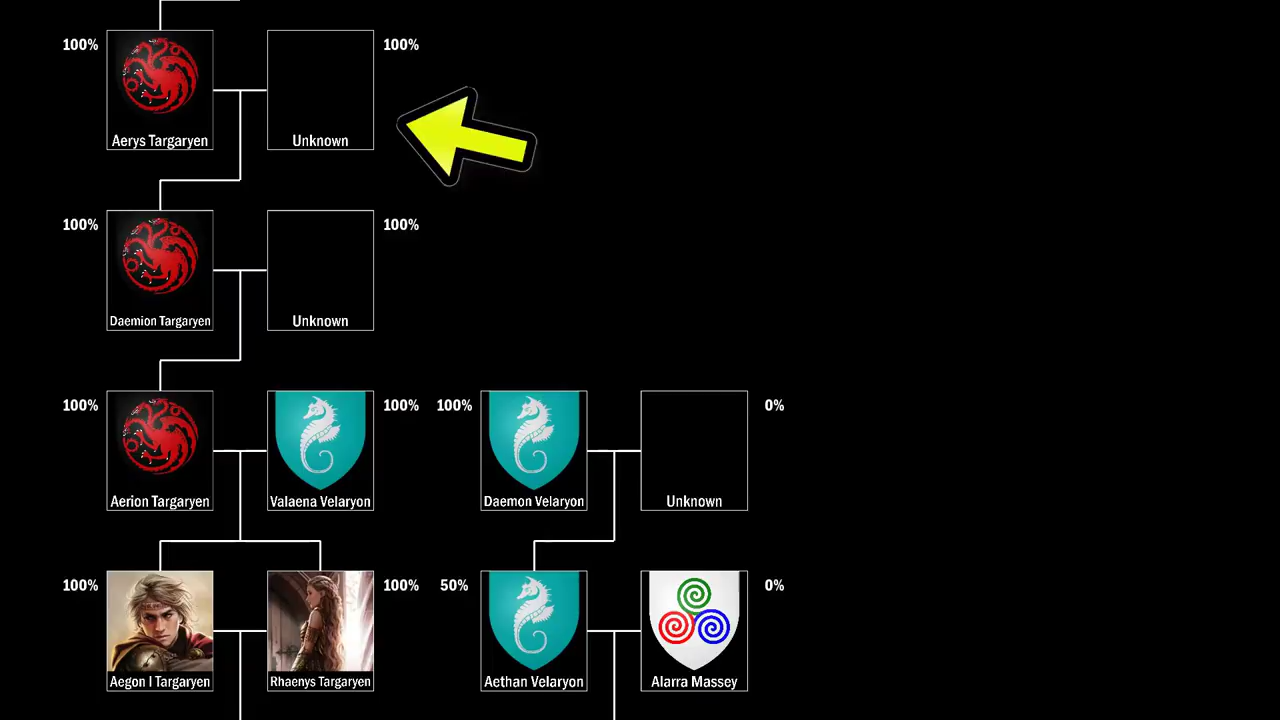 100%
100%
Aerys Targaryen
Unknown
100%
100%
Daemion Targaryen
Unknown
100%
100%
100%
0%
Aerion Targaryen
Valaena Velaryon
Daemon Velaryon
Unknown
100%
100%
50%
0%
Aegon I Targaryen
Rhaenys Targaryen
Aethan Velaryon
Alarra Massey